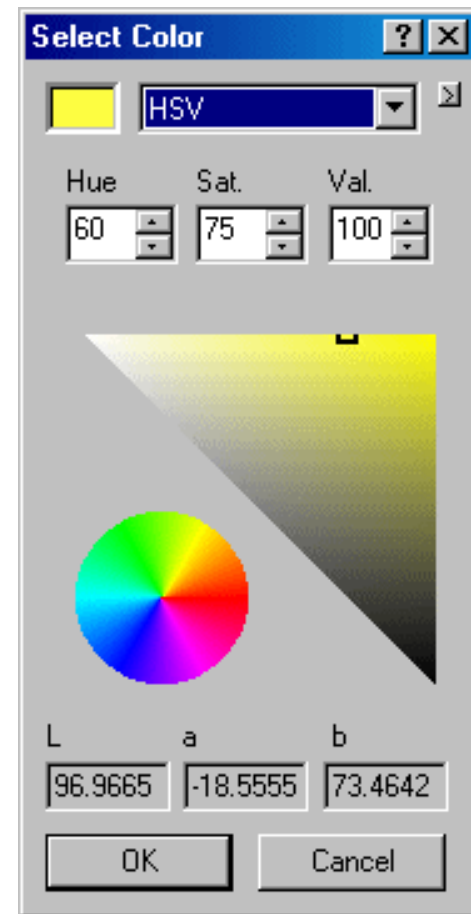 Select Color ? ×
HSV >
Hue Sat. Val.
60 75 100
L a b
96.9665 -18.5555 73.4642
OK Cancel